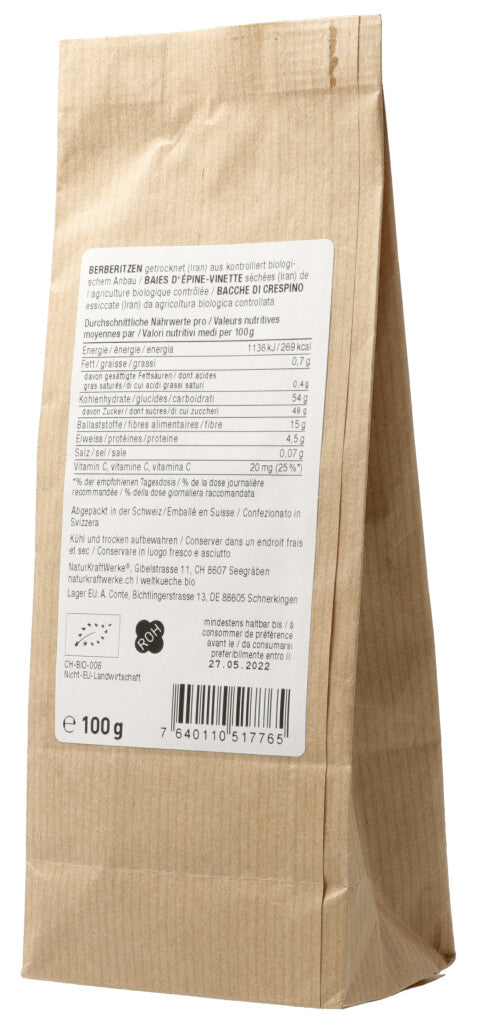 BERBERITZEN getrocknet (Iran) aus kontrolliert biologi-
schem Anbau / BAIES D'ÉPINE-VINETTE séchées (Iran) de
l'agriculture biologique contrôlée / BACCHE DI CRESPINO
essiccate (Iran) da agricoltura biologica controllata
Durchschnittliche Nährwerte pro / Valeurs nutritives
moyennes par / Valori nutritivi medi per 100g
Energie / énergie / energia 1136 kJ / 269 kcal
Fett / graisse / grassi 0,7 g
davon gesättigte Fettsäuren / dont acides
gras saturés / di cui acidi grassi saturi 0,4 g
Kohlenhydrate / glucides / carboidrati 54 g
davon Zucker / dont sucres / di cui zuccheri 49 g
Ballaststoffe / fibres alimentaires / fibre 15 g
Eiweiss / protéines / proteine 4,5 g
Salz / sel / sale 0,07 g
Vitamin C, vitamine C, vitamina C 20 mg (25%*)
*% der empfohlenen Tagesdosis / % de la dose journalière
recommandée / % della dose giornaliera raccomandata
Abgepackt in der Schweiz / Emballé en Suisse / Confezionato in
Svizzera
Kühl und trocken aufbewahren / Conserver dans un endroit frais
et sec / Conservare in luogo fresco e asciutto
NaturKraftWerke®, Gibelstrasse 11, CH 8607 Seegräben
naturkraftwerke.ch | weltkueche.bio
Lager EU: A. Conte, Bichtlingerstrasse 13, DE 88605 Schnerkingen
ROH
CH-BIO-006
Nicht-EU-Landwirtschaft
mindestens haltbar bis / à
consommer de préférence
avant le / da consumarsi
preferibilmente entro il:
27.05.2022
℮ 100 g
7 640110 517765